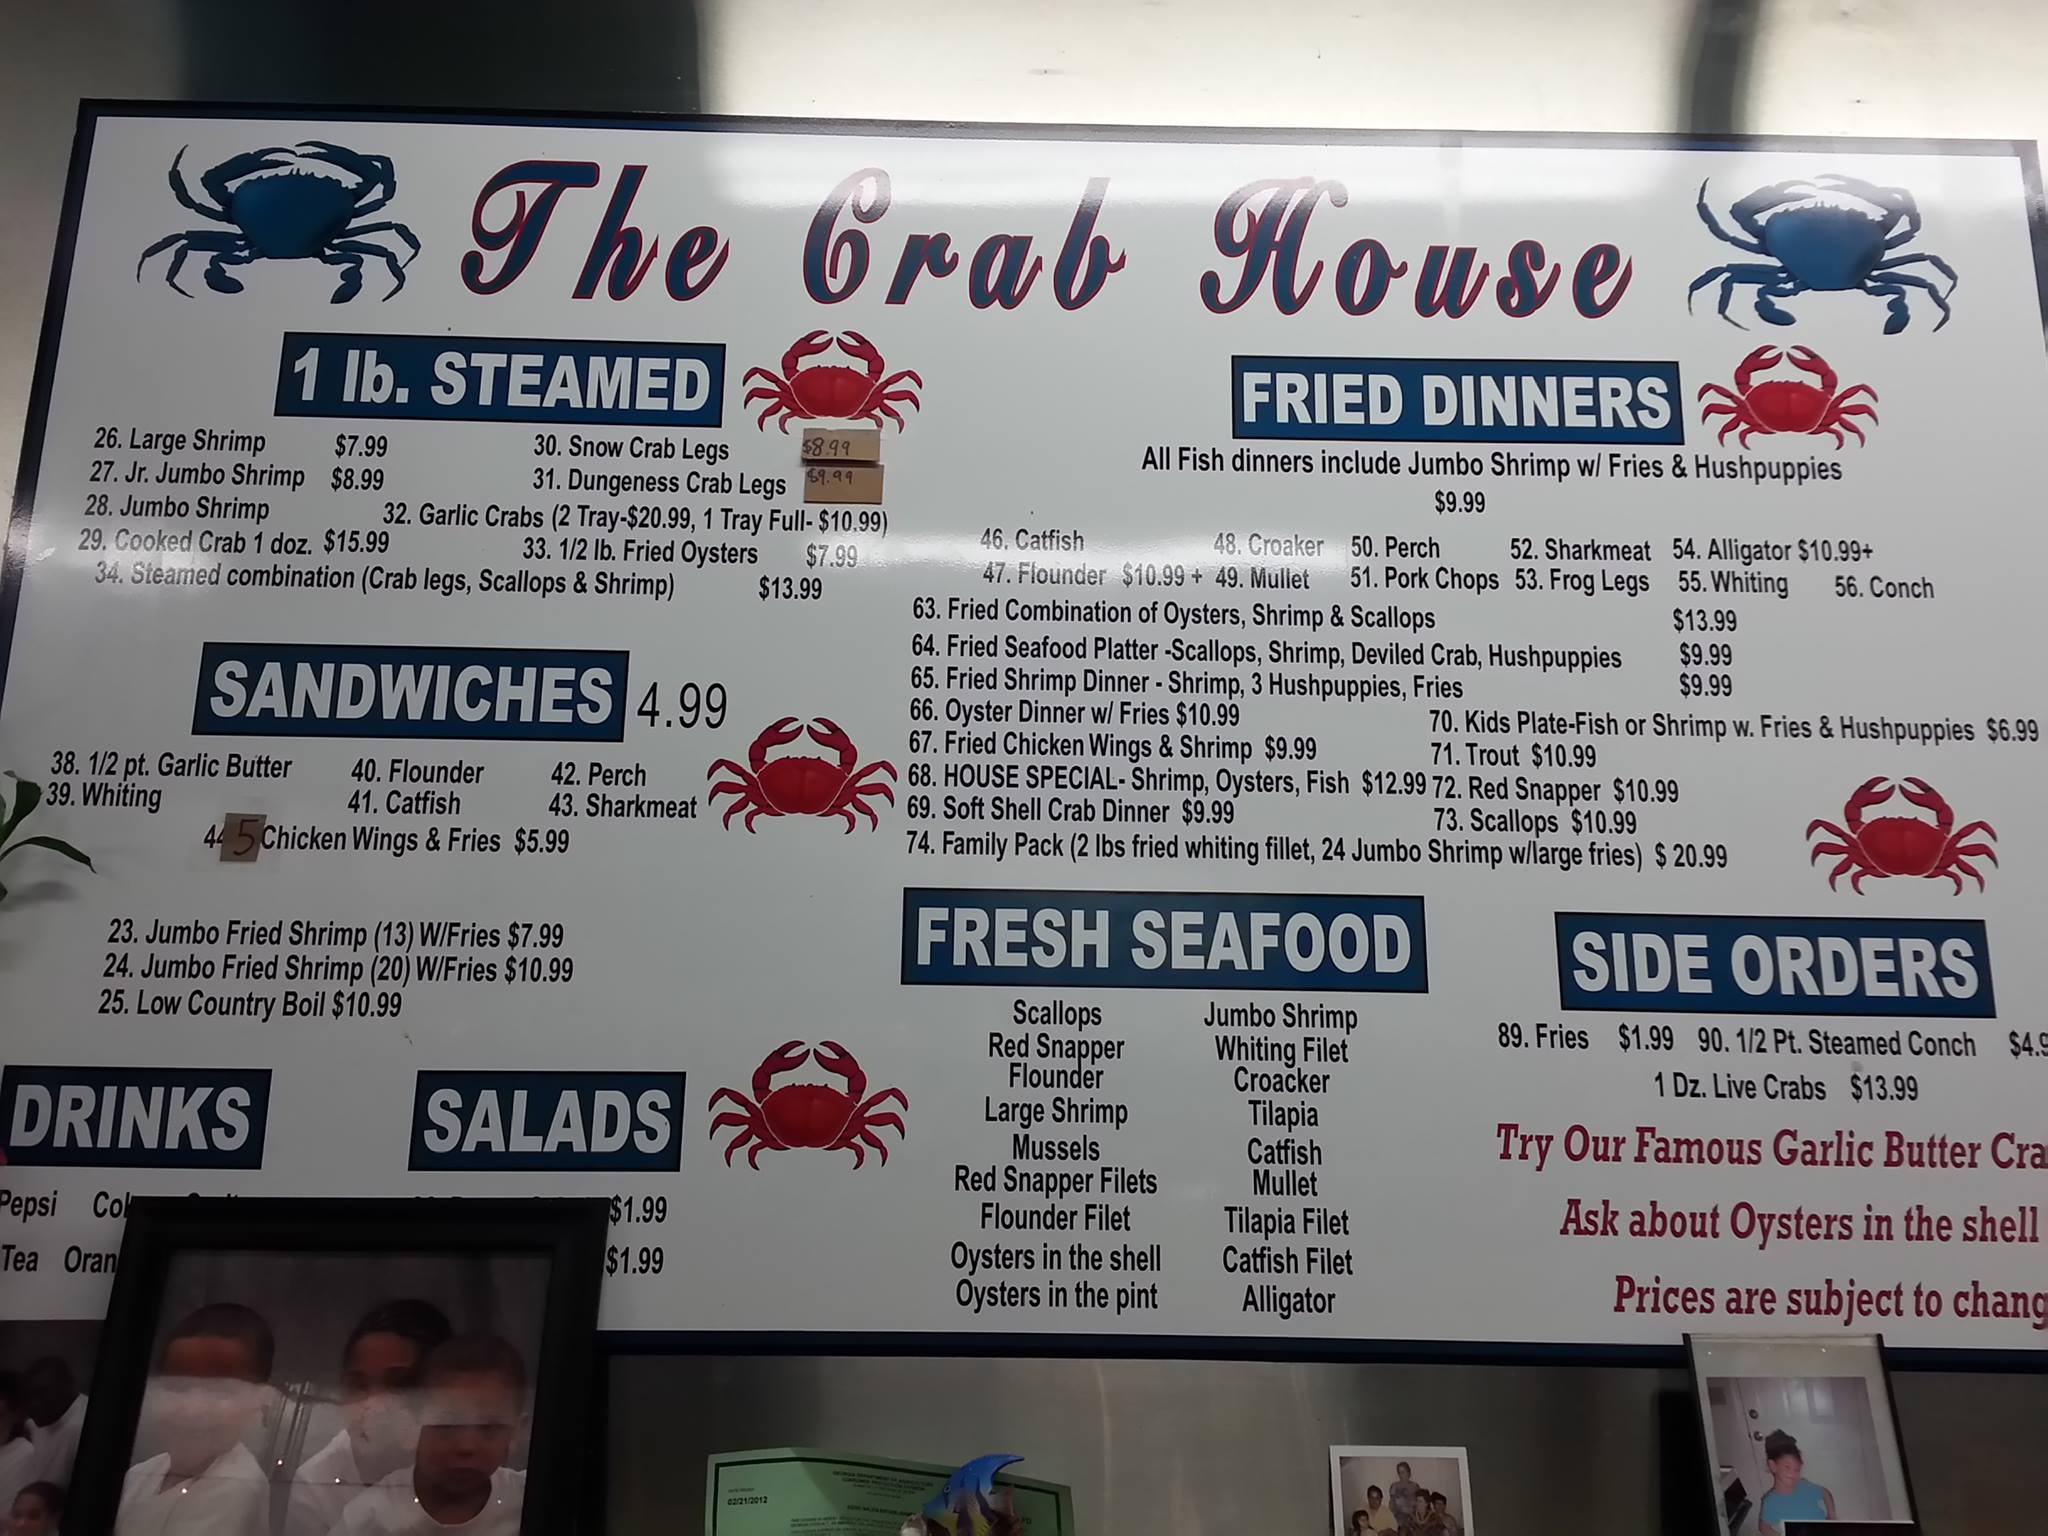 The Crab House
1 lb. STEAMED
26. Large Shrimp $7.99 30. Snow Crab Legs $8.99
27. Jr. Jumbo Shrimp $8.99 31. Dungeness Crab Legs $9.99
28. Jumbo Shrimp 32. Garlic Crabs (2 Tray-$20.99, 1 Tray Full- $10.99)
29. Cooked Crab 1 doz. $15.99 33. 1/2 lb. Fried Oysters $7.99
34. Steamed combination (Crab legs, Scallops & Shrimp) $13.99
SANDWICHES 4.99
38. 1/2 pt. Garlic Butter 40. Flounder 42. Perch
39. Whiting 41. Catfish 43. Sharkmeat
44 5 Chicken Wings & Fries $5.99
23. Jumbo Fried Shrimp (13) W/Fries $7.99
24. Jumbo Fried Shrimp (20) W/Fries $10.99
25. Low Country Boil $10.99
DRINKS
Pepsi
Tea
SALADS
$1.99
$1.99
FRIED DINNERS
All Fish dinners include Jumbo Shrimp w/ Fries & Hushpuppies
$9.99
46. Catfish 48. Croaker 50. Perch 52. Sharkmeat 54. Alligator $10.99+
47. Flounder $10.99 + 49. Mullet 51. Pork Chops 53. Frog Legs 55. Whiting 56. Conch
63. Fried Combination of Oysters, Shrimp & Scallops $13.99
64. Fried Seafood Platter -Scallops, Shrimp, Deviled Crab, Hushpuppies $9.99
65. Fried Shrimp Dinner - Shrimp, 3 Hushpuppies, Fries $9.99
66. Oyster Dinner w/ Fries $10.99 70. Kids Plate-Fish or Shrimp w. Fries & Hushpuppies $6.99
67. Fried Chicken Wings & Shrimp $9.99 71. Trout $10.99
68. HOUSE SPECIAL- Shrimp, Oysters, Fish $12.99 72. Red Snapper $10.99
69. Soft Shell Crab Dinner $9.99 73. Scallops $10.99
74. Family Pack (2 lbs fried whiting fillet, 24 Jumbo Shrimp w/large fries) $ 20.99
FRESH SEAFOOD
Scallops Jumbo Shrimp
Red Snapper Whiting Filet
Flounder Croacker
Large Shrimp Tilapia
Mussels Catfish
Red Snapper Filets Mullet
Flounder Filet Tilapia Filet
Oysters in the shell Catfish Filet
Oysters in the pint Alligator
SIDE ORDERS
89. Fries $1.99 90. 1/2 Pt. Steamed Conch $4.9
1 Dz. Live Crabs $13.99
Try Our Famous Garlic Butter Cra
Ask about Oysters in the shell
Prices are subject to chang
02/21/2012
GEORGIA DEPARTMENT OF AGRICULTURE